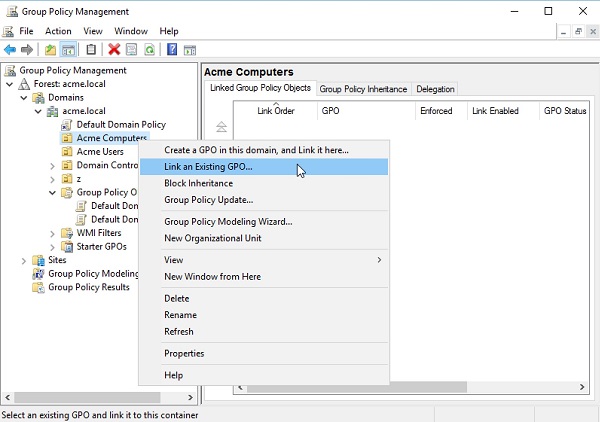 Group Policy Management
File Action View Window Help
Group Policy Management
Forest: acme.local
Domains
acme.local
Default Domain Policy
Acme Computers
Acme Users
Domain Contro
z
Group Policy O
Default Don
Default Don
WMI Filters
Starter GPOs
Sites
Group Policy Modeling
Group Policy Results
Create a GPO in this domain, and Link it here...
Link an Existing GPO...
Block Inheritance
Group Policy Update...
Group Policy Modeling Wizard...
New Organizational Unit
View
New Window from Here
Delete
Rename
Refresh
Properties
Help
Acme Computers
Linked Group Policy Objects Group Policy Inheritance Delegation
Link Order GPO Enforced Link Enabled GPO Status
Select an existing GPO and link it to this container